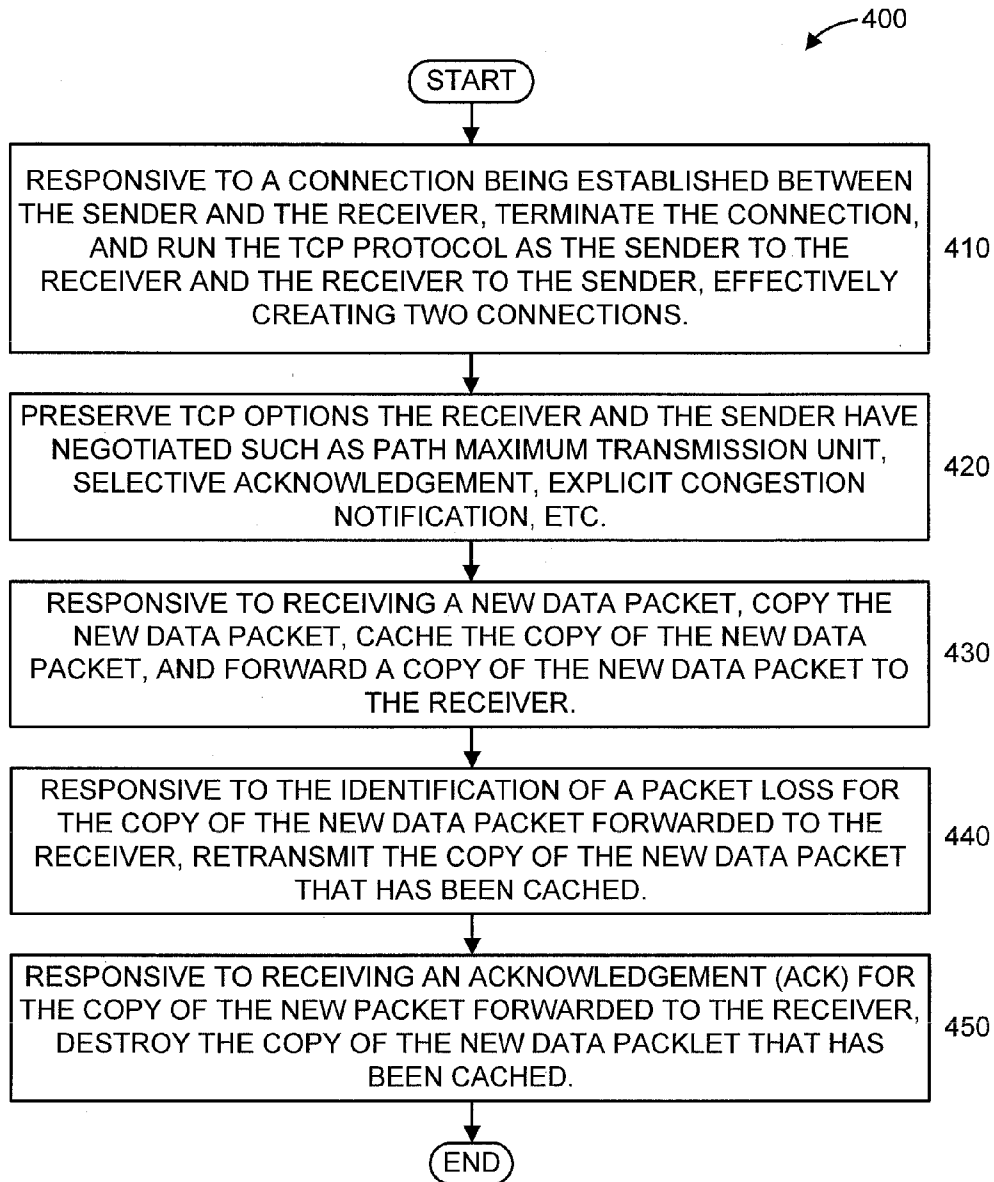 400
START
RESPONSIVE TO A CONNECTION BEING ESTABLISHED BETWEEN
THE SENDER AND THE RECEIVER, TERMINATE THE CONNECTION,
AND RUN THE TCP PROTOCOL AS THE SENDER TO THE
RECEIVER AND THE RECEIVER TO THE SENDER, EFFECTIVELY
CREATING TWO CONNECTIONS.
410
PRESERVE TCP OPTIONS THE RECEIVER AND THE SENDER HAVE
NEGOTIATED SUCH AS PATH MAXIMUM TRANSMISSION UNIT,
SELECTIVE ACKNOWLEDGEMENT, EXPLICIT CONGESTION
NOTIFICATION, ETC.
420
RESPONSIVE TO RECEIVING A NEW DATA PACKET, COPY THE
NEW DATA PACKET, CACHE THE COPY OF THE NEW DATA
PACKET, AND FORWARD A COPY OF THE NEW DATA PACKET TO
THE RECEIVER.
430
RESPONSIVE TO THE IDENTIFICATION OF A PACKET LOSS FOR
THE COPY OF THE NEW DATA PACKET FORWARDED TO THE
RECEIVER, RETRANSMIT THE COPY OF THE NEW DATA PACKET
THAT HAS BEEN CACHED.
440
RESPONSIVE TO RECEIVING AN ACKNOWLEDGEMENT (ACK) FOR
THE COPY OF THE NEW PACKET FORWARDED TO THE RECEIVER,
DESTROY THE COPY OF THE NEW DATA PACKLET THAT HAS
BEEN CACHED.
450
END